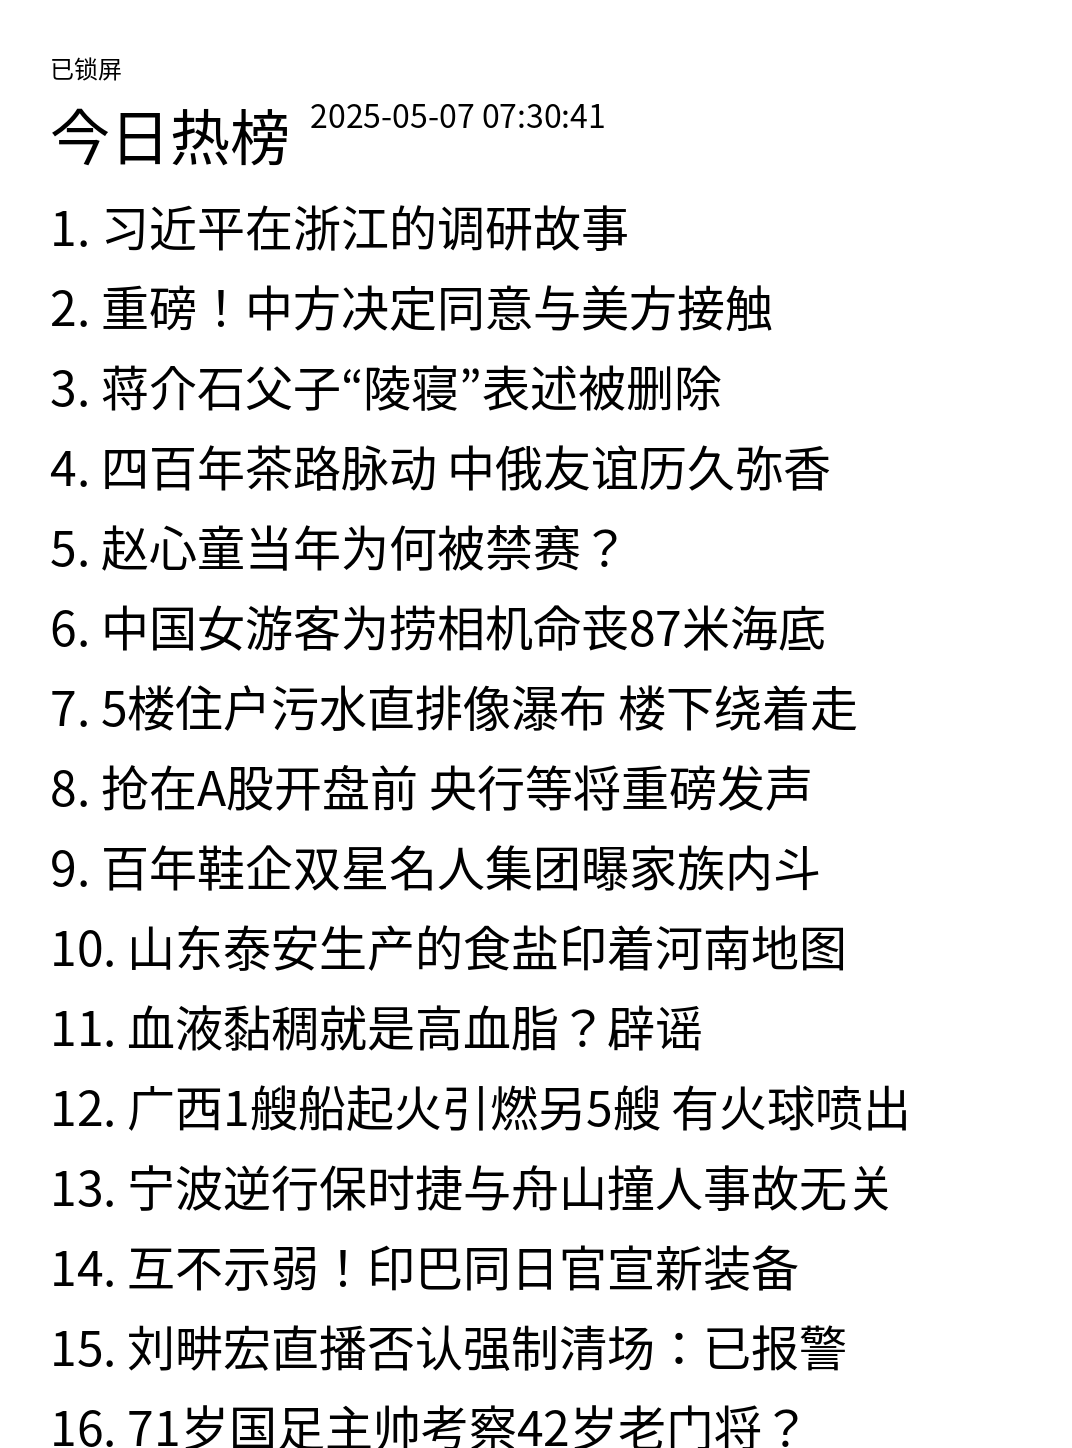 已锁屏
今日热榜 2025-05-07 07:30:41
1. 习近平在浙江的调研故事
2. 重磅！中方决定同意与美方接触
3. 蒋介石父子“陵寝”表述被删除
4. 四百年茶路脉动 中俄友谊历久弥香
5. 赵心童当年为何被禁赛？
6. 中国女游客为捞相机命丧87米海底
7. 5楼住户污水直排像瀑布 楼下绕着走
8. 抢在A股开盘前 央行等将重磅发声
9. 百年鞋企双星名人集团曝家族内斗
10. 山东泰安生产的食盐印着河南地图
11. 血液黏稠就是高血脂？辟谣
12. 广西1艘船起火引燃另5艘 有火球喷出
13. 宁波逆行保时捷与舟山撞人事故无关
14. 互不示弱！印巴同日官宣新装备
15. 刘畊宏直播否认强制清场：已报警
16. 71岁国足主帅考察42岁老门将？